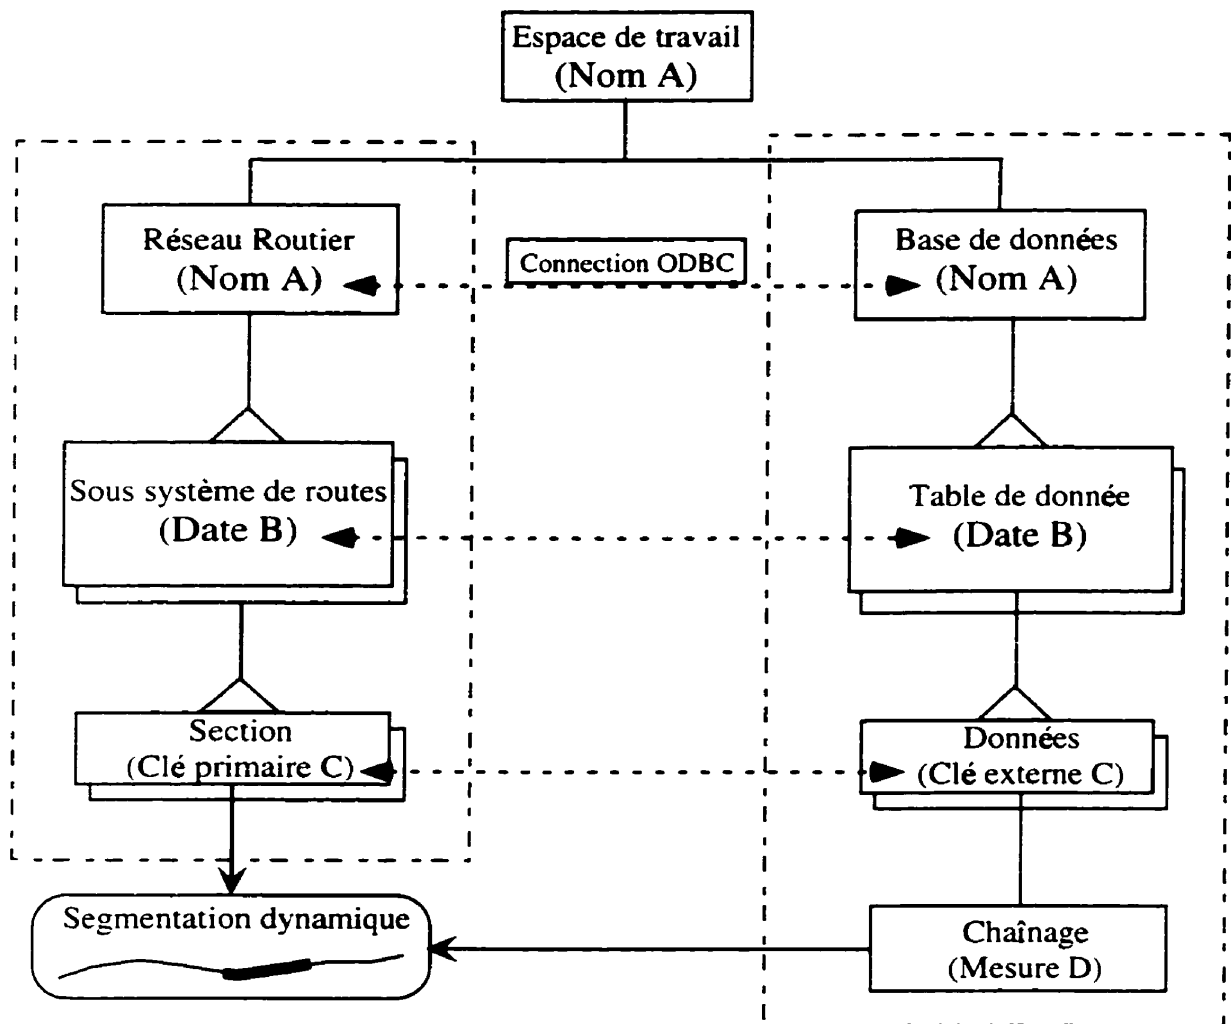 Espace de travail
(Nom A)
Réseau Routier
(Nom A)
Connection ODBC
Base de données
(Nom A)
Sous système de routes
(Date B)
Table de donnée
(Date B)
Section
(Clé primaire C)
Données
(Clé externe C)
Segmentation dynamique
Chaînage
(Mesure D)